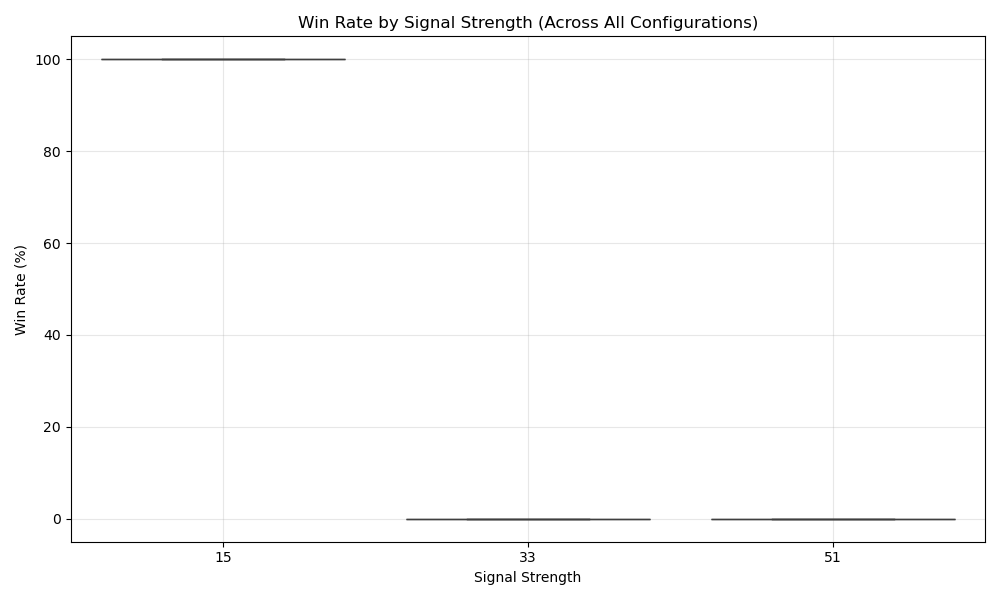 Win Rate by Signal Strength (Across All Configurations)
100
80
60
40
20
0
Win Rate (%)
15 33 51
Signal Strength